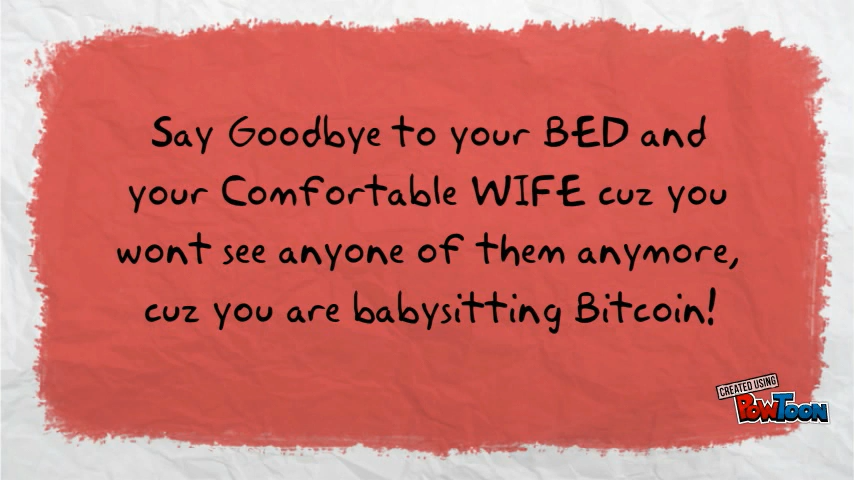 Say Goodbye to your BED and
your Comfortable WIFE cuz you
wont see anyone of them anymore,
cuz you are babysitting Bitcoin!
CREATED USING
POWTOON